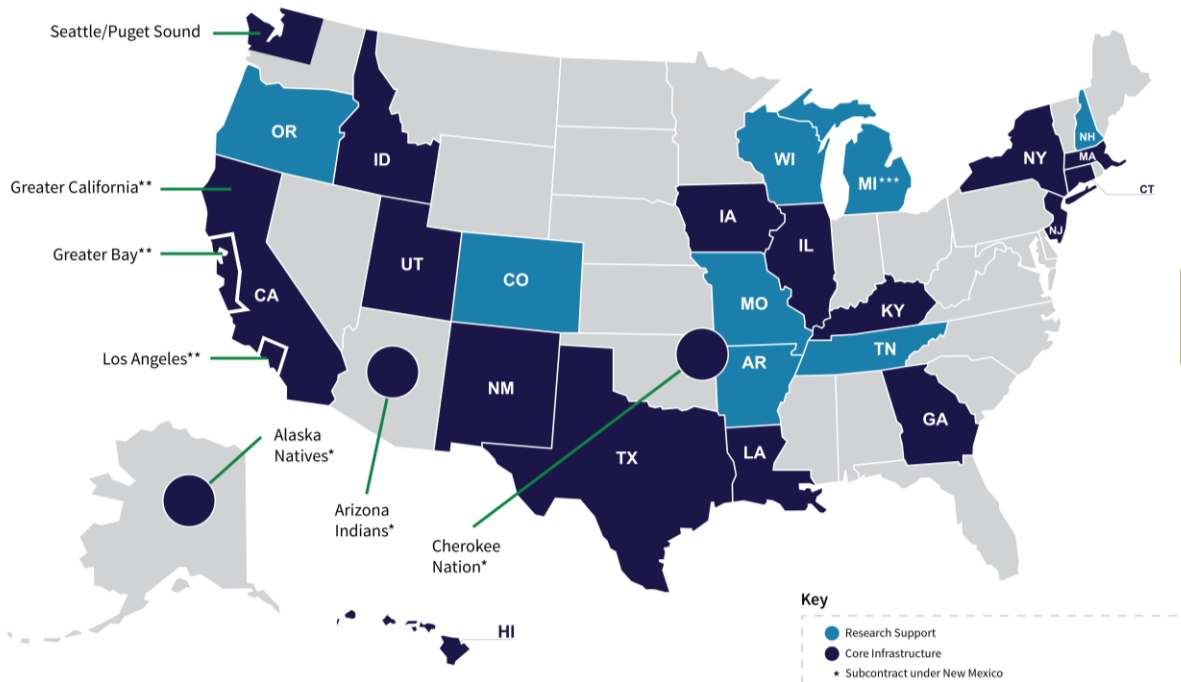 Seattle/Puget Sound
OR
ID
WI
MI***
NY
NH
MA
CT
NJ
Greater California**
Greater Bay**
CA
UT
CO
IA
IL
MO
KY
TN
Los Angeles**
NM
AR
GA
TX
LA
Alaska
Natives*
Arizona
Indians*
Cherokee
Nation*
HI
Key
Research Support
Core Infrastructure
* Subcontract under New Mexico